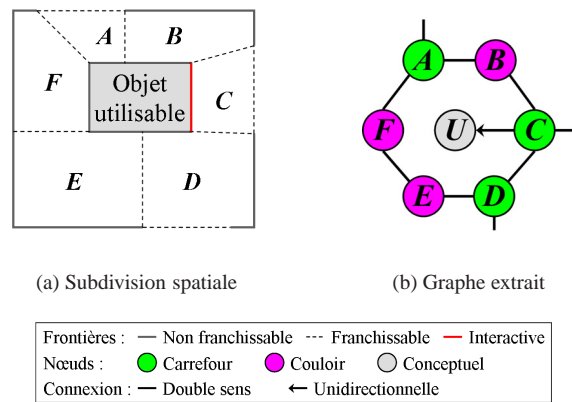 A B
F Objet utilisable C
E D
A B
F U C
E D
(a) Subdivision spatiale (b) Graphe extrait
Frontières : Non franchissable Franchissable Interactive
Nœuds : Carrefour Couloir Conceptuel
Connexion : Double sens Unidirectionnelle